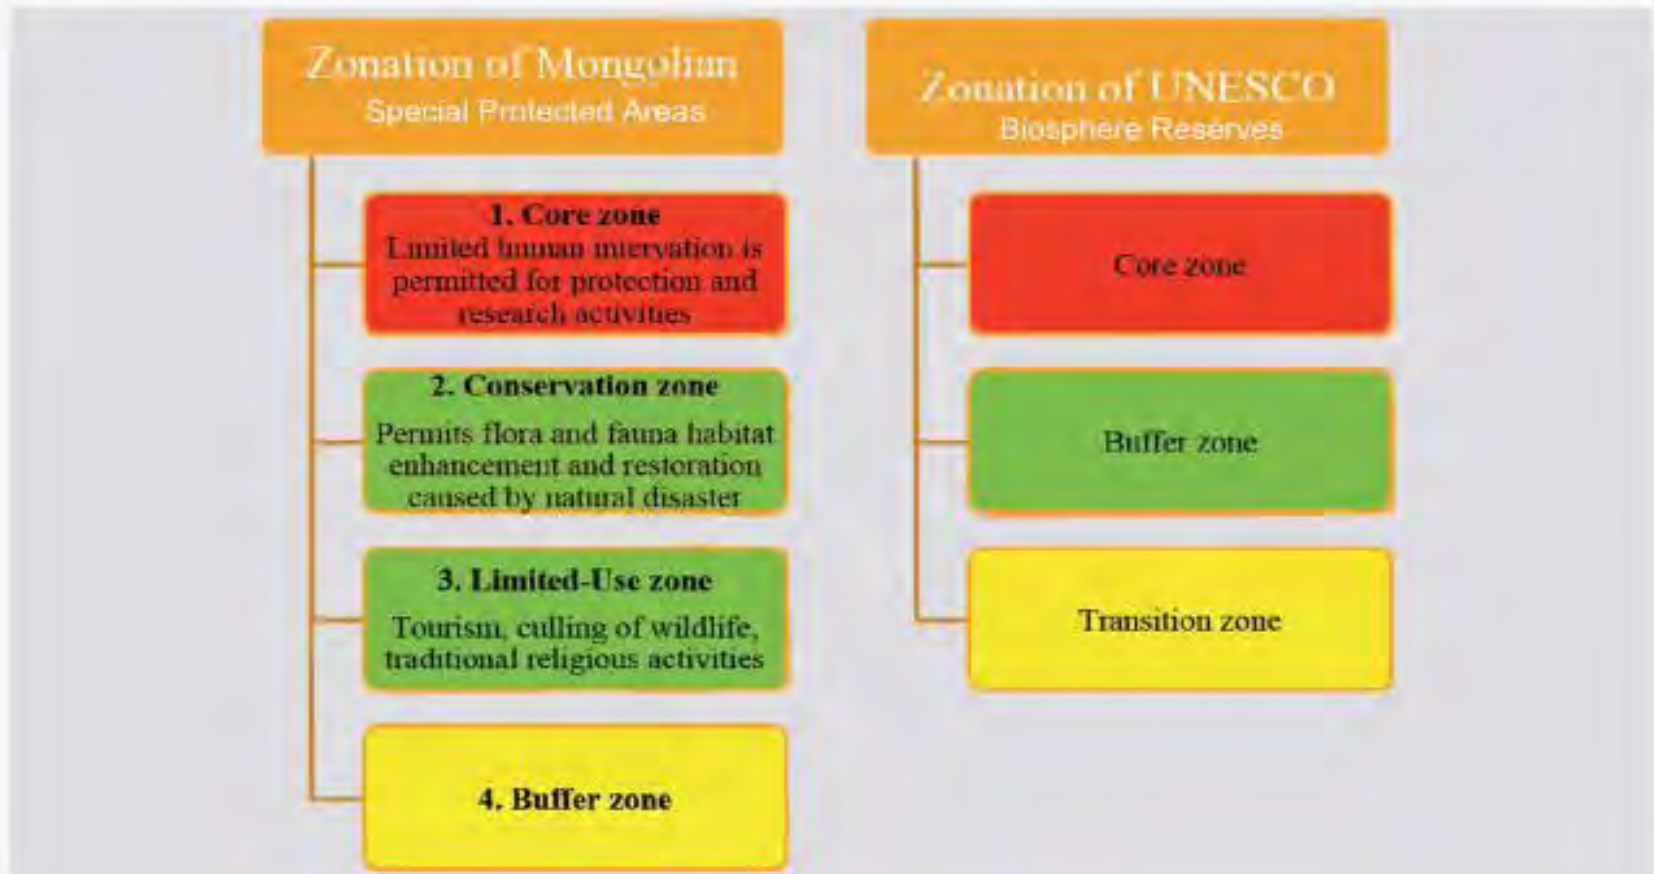 Zonation of Mongolian
Special Protected Areas
1. Core zone
Limited human intervation is
permitted for protection and
research activities
2. Conservation zone
Permits flora and fauna habitat
enhancement and restoration
caused by natural disaster
3. Limited-Use zone
Tourism, culling of wildlife,
traditional religious activities
4. Buffer zone
Zonation of UNESCO
Biosphere Reserves
Core zone
Buffer zone
Transition zone